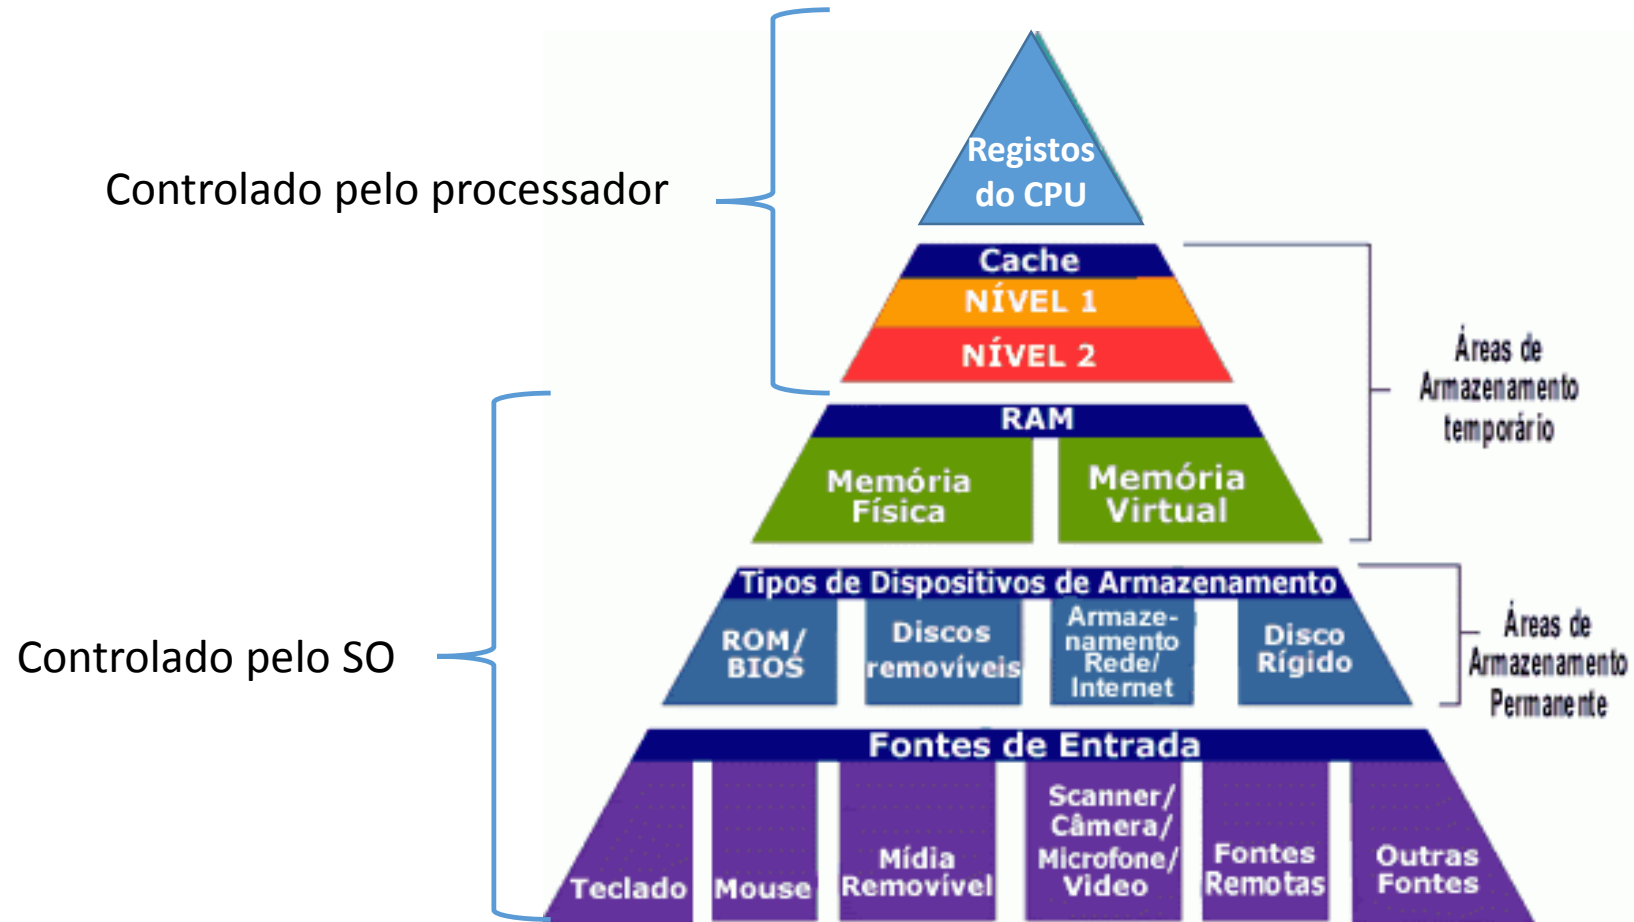 Controlado pelo processador
Registos
do CPU
Cache
NÍVEL 1
NÍVEL 2
Áreas de
Armazenamento
temporário
RAM
Memória
Física
Memória
Virtual
Controlado pelo SO
Tipos de Dispositivos de Armazenamento
ROM/
BIOS
Discos
removíveis
Armaze-
namento
Rede/
Internet
Disco
Rígido
Áreas de
Armazenamento
Permanente
Fontes de Entrada
Teclado
Mouse
Mídia
Removível
Scanner/
Câmera/
Microfone/
Video
Fontes
Remotas
Outras
Fontes